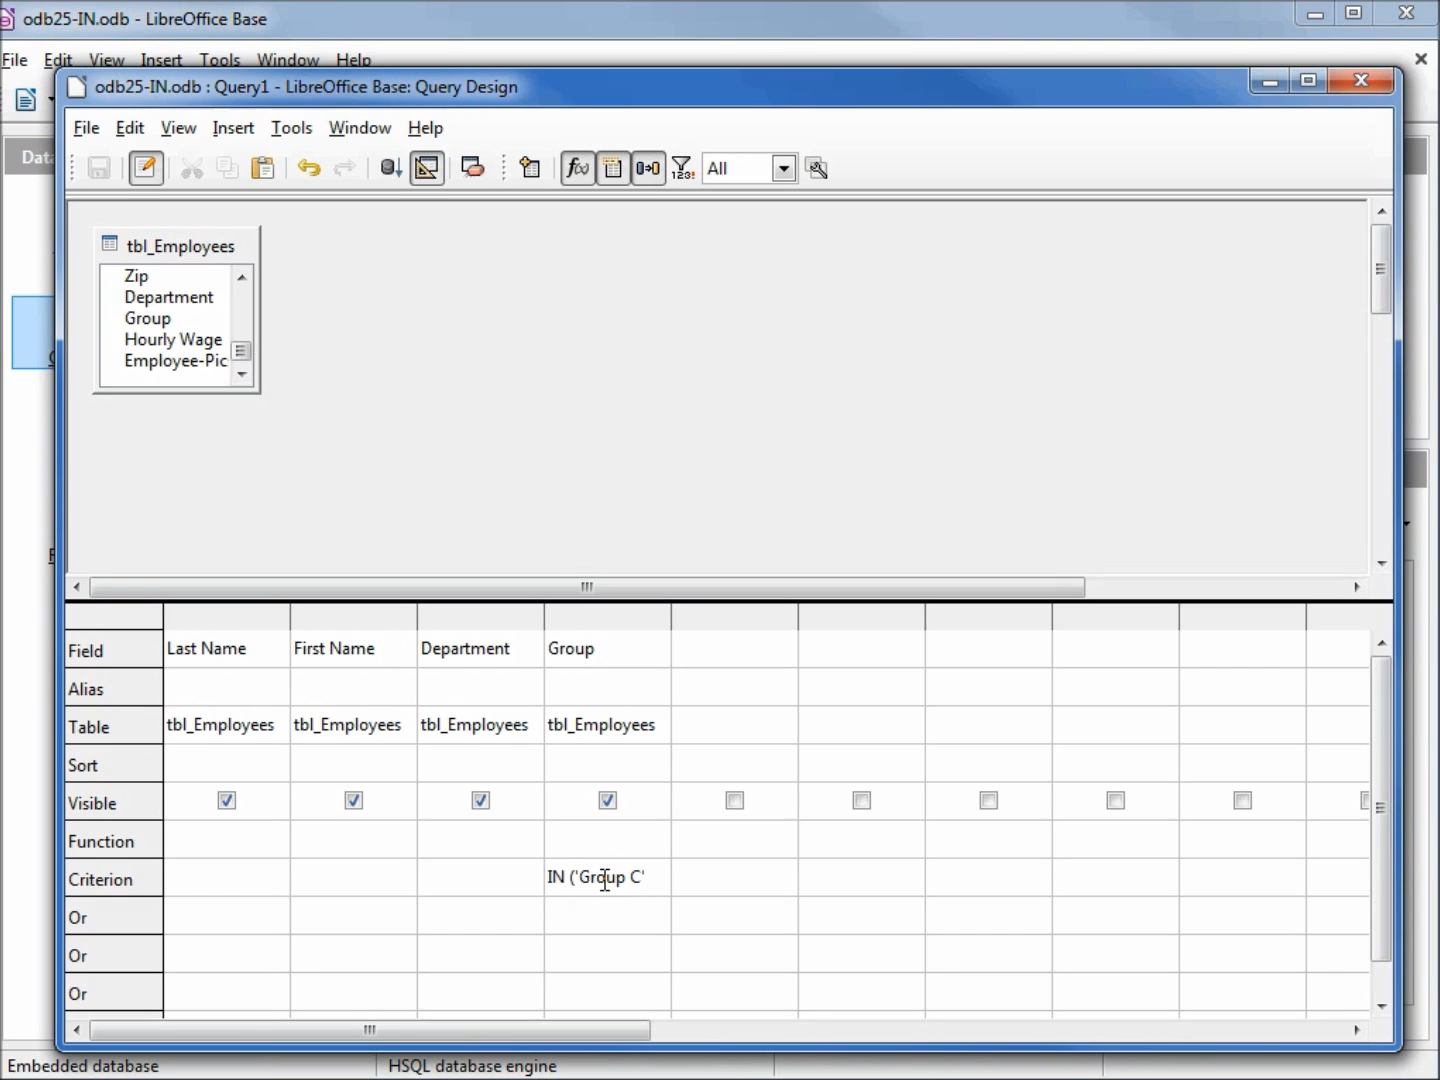 odb25-IN.odb - LibreOffice Base
File Edit View Insert Tools Window Help
odb25-IN.odb : Query1 - LibreOffice Base: Query Design
File Edit View Insert Tools Window Help
All
Data
tbl_Employees
Zip
Department
Group
Hourly Wage
Employee-Pic
Field Last Name First Name Department Group
Alias
Table tbl_Employees tbl_Employees tbl_Employees tbl_Employees
Sort
Visible
Function
Criterion IN ('Group C'
Or
Or
Or
Embedded database HSQL database engine